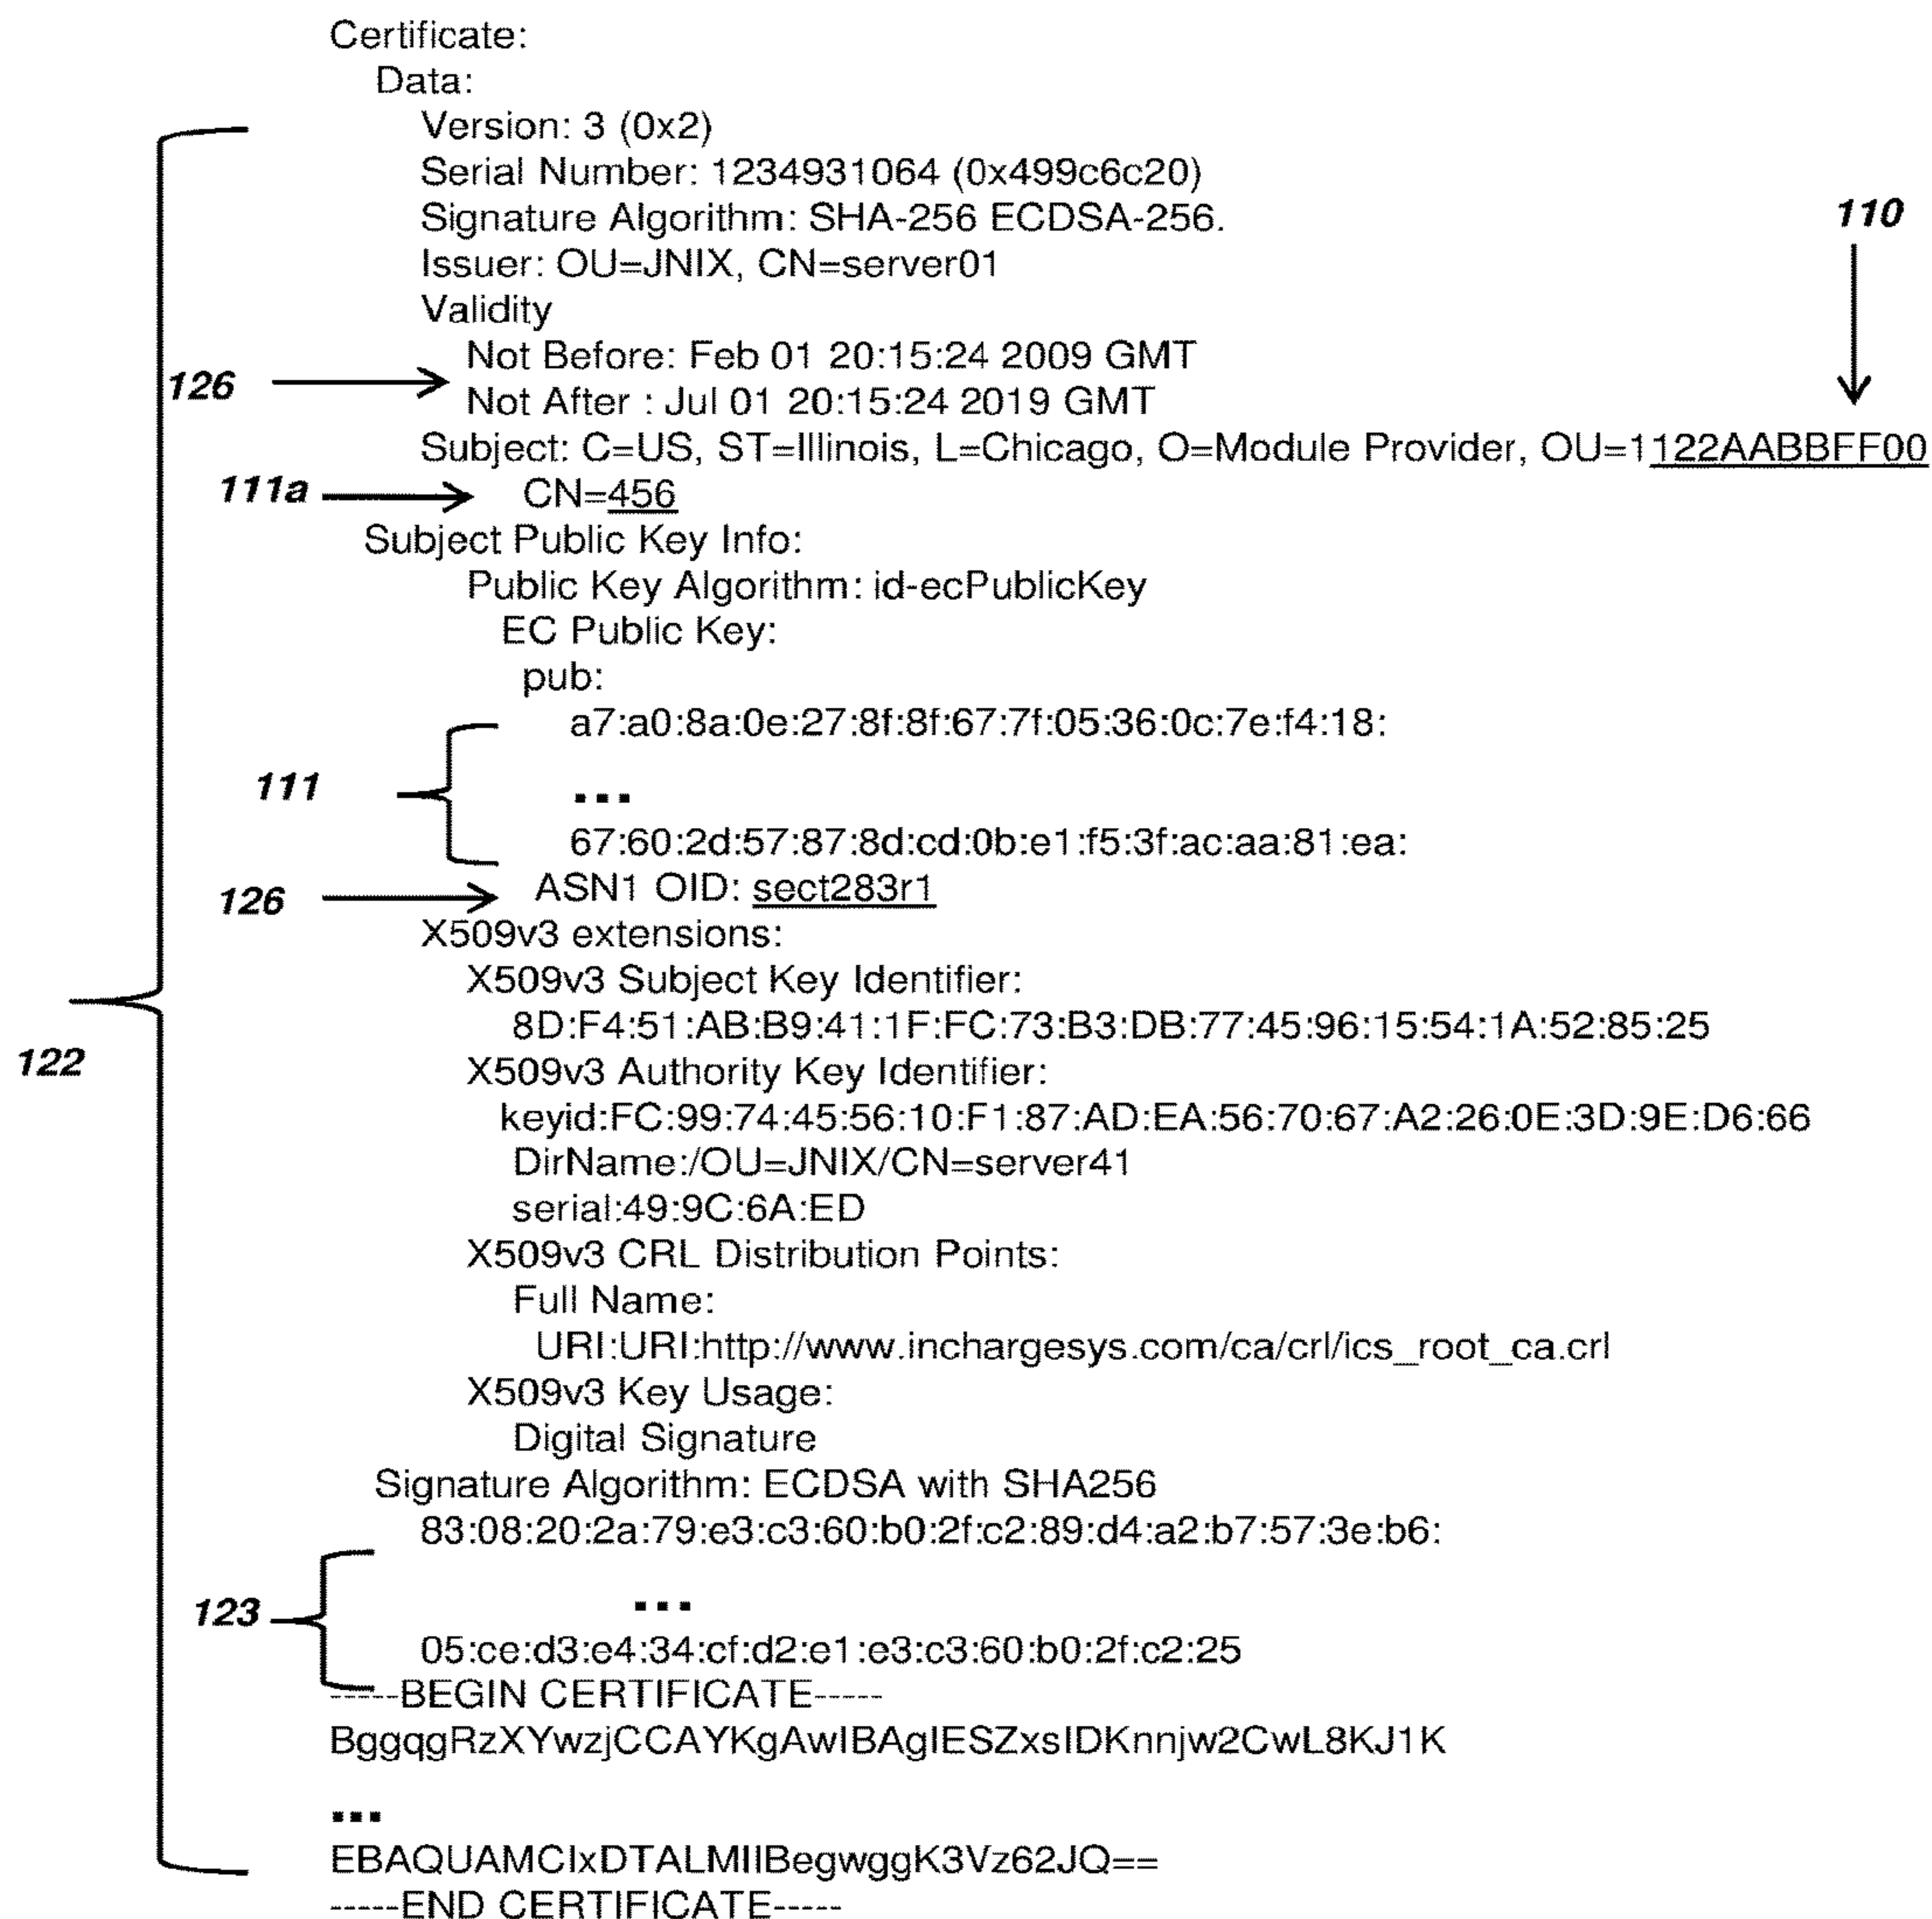 Certificate:
Data:
Version: 3 (0x2)
Serial Number: 1234931064 (0x499c6c20)
Signature Algorithm: SHA-256 ECDSA-256.
110
Issuer: OU=JNIX, CN=server01
Validity
Not Before: Feb 01 20:15:24 2009 GMT
126
Not After : Jul 01 20:15:24 2019 GMT
Subject: C=US, ST=Illinois, L=Chicago, O=Module Provider, OU=1122AABBFF00
111a CN=456
Subject Public Key Info:
Public Key Algorithm: id-ecPublicKey
EC Public Key:
pub:
a7:a0:8a:0e:27:8f:8f:67:7f:05:36:0c:7e:f4:18:
111 ...
67:60:2d:57:87:8d:cd:0b:e1:f5:3f:ac:aa:81:ea:
126 ASN1 OID: sect283r1
X509v3 extensions:
X509v3 Subject Key Identifier:
8D:F4:51:AB:B9:41:1F:FC:73:B3:DB:77:45:96:15:54:1A:52:85:25
122
X509v3 Authority Key Identifier:
keyid:FC:99:74:45:56:10:F1:87:AD:EA:56:70:67:A2:26:0E:3D:9E:D6:66
DirName:/OU=JNIX/CN=server41
serial:49:9C:6A:ED
X509v3 CRL Distribution Points:
Full Name:
URI:URI:http://www.inchargesys.com/ca/crl/ics_root_ca.crl
X509v3 Key Usage:
Digital Signature
Signature Algorithm: ECDSA with SHA256
83:08:20:2a:79:e3:c3:60:b0:2f:c2:89:d4:a2:b7:57:3e:b6:
123 ...
05:ce:d3:e4:34:cf:d2:e1:e3:c3:60:b0:2f:c2:25
-----BEGIN CERTIFICATE-----
BggqgRzXYwzjCCAYKgAwIBAgIESZxsIDKnnjw2CwL8KJ1K
...
EBAQUAMCIxDTALMIIBegwggK3Vz62JQ==
-----END CERTIFICATE-----